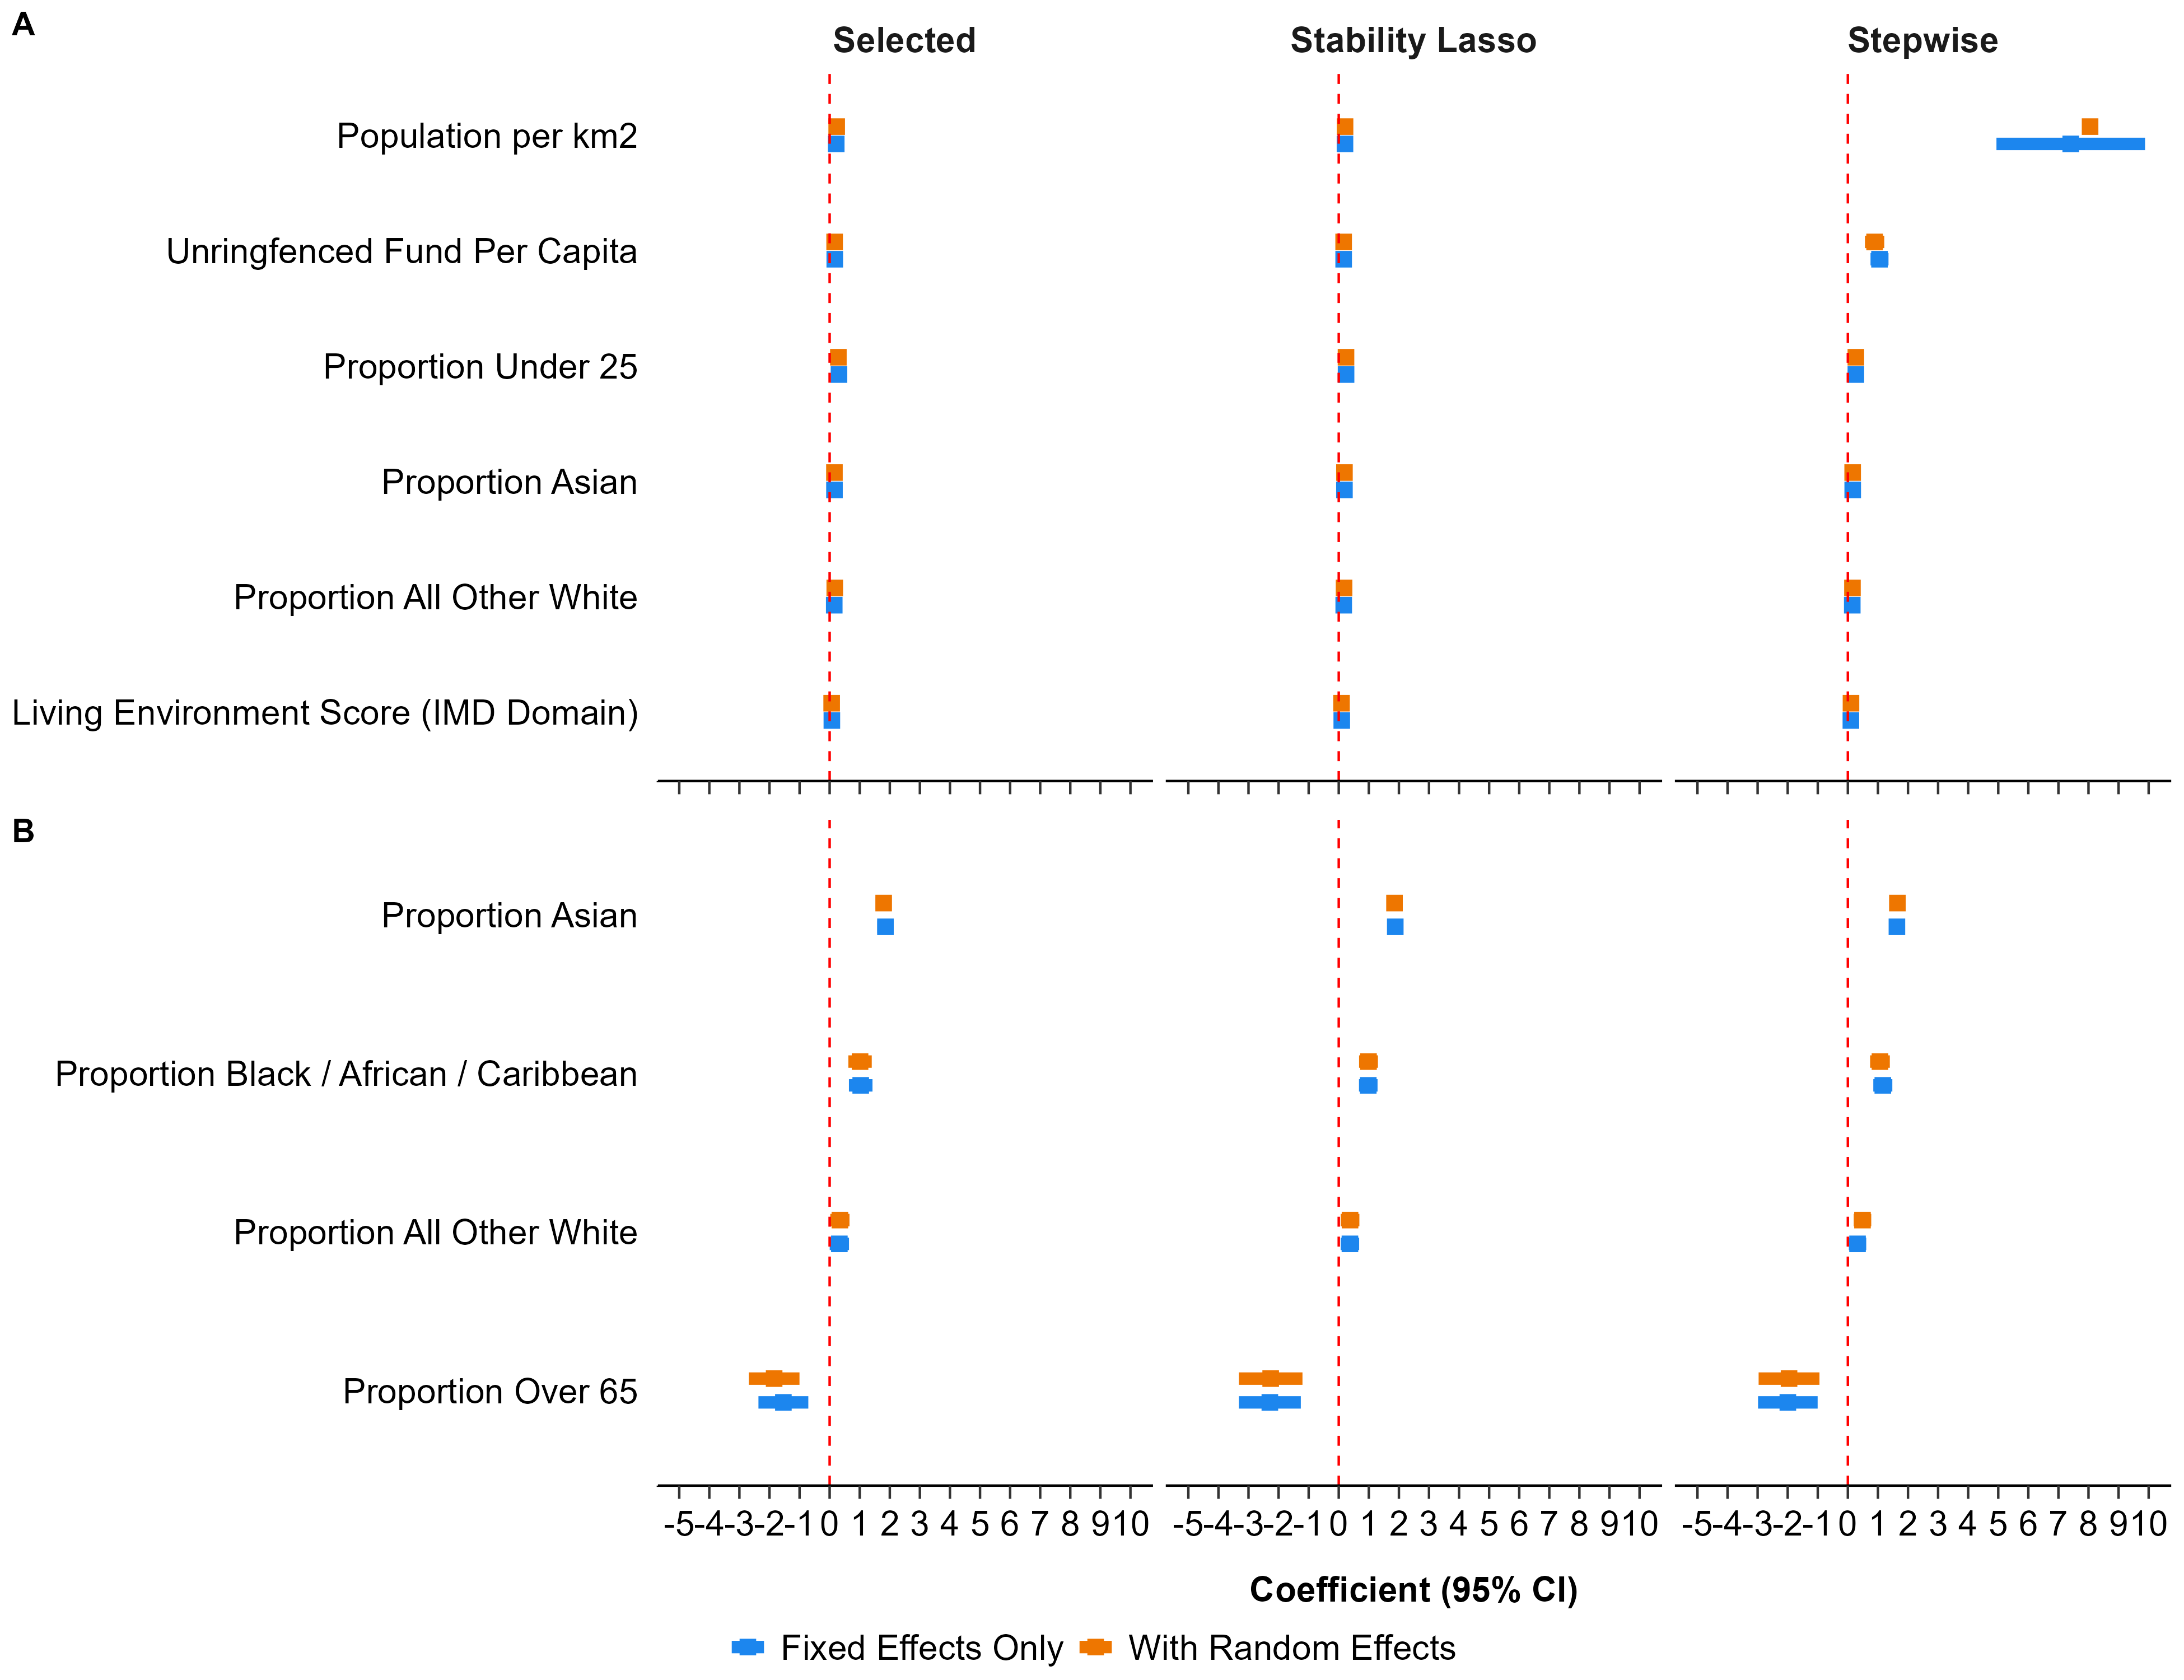 A
Selected Stability Lasso Stepwise
Population per km2
Unringfenced Fund Per Capita
Proportion Under 25
Proportion Asian
Proportion All Other White
Living Environment Score (IMD Domain)
B
Proportion Asian
Proportion Black / African / Caribbean
Proportion All Other White
Proportion Over 65
-5 -4 -3 -2 -1 0 1 2 3 4 5 6 7 8 9 10 -5 -4 -3 -2 -1 0 1 2 3 4 5 6 7 8 9 10 -5 -4 -3 -2 -1 0 1 2 3 4 5 6 7 8 9 10
Coefficient (95% CI)
Fixed Effects Only With Random Effects